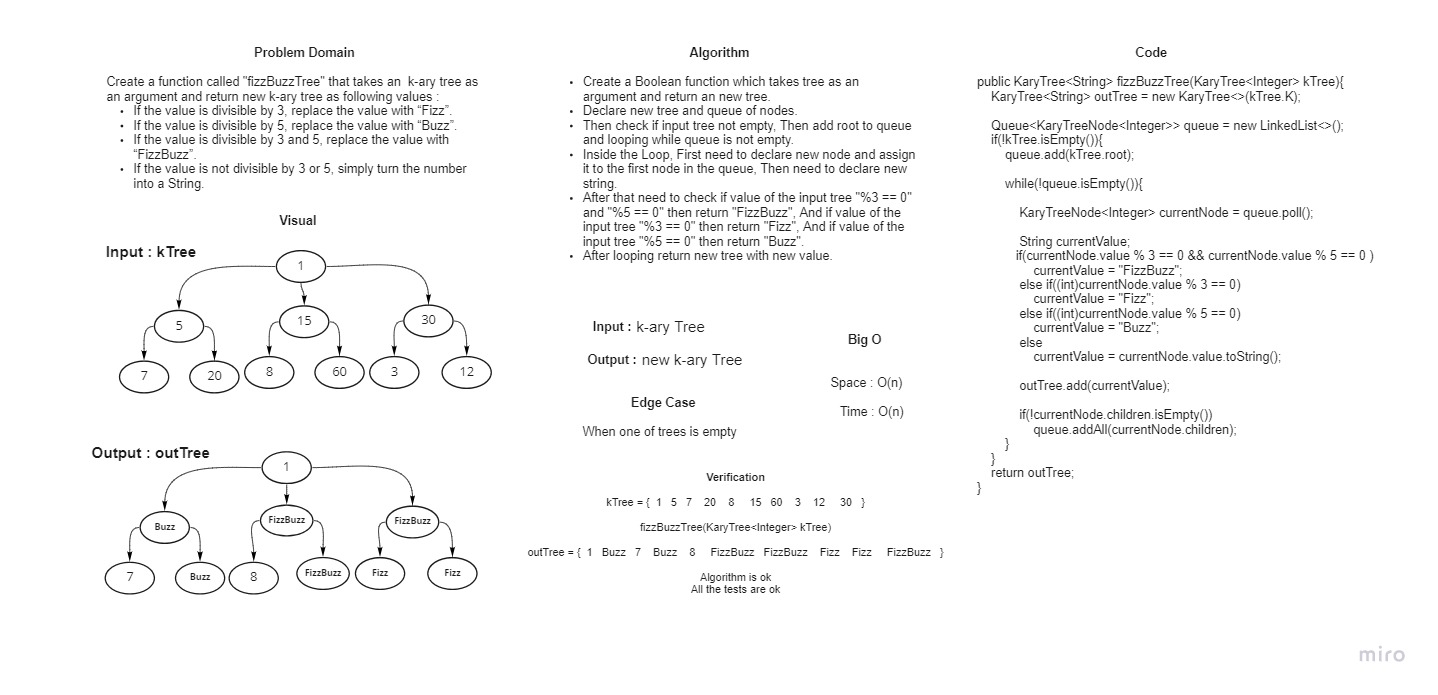 Problem Domain
Create a function called "fizzBuzzTree" that takes an k-ary tree as
an argument and return new k-ary tree as following values :
• If the value is divisible by 3, replace the value with “Fizz”.
• If the value is divisible by 5, replace the value with “Buzz”.
• If the value is divisible by 3 and 5, replace the value with
“FizzBuzz”.
• If the value is not divisible by 3 or 5, simply turn the number
into a String.
Visual
Input : kTree
1
5
15
30
7
20
8
60
3
12
Output : outTree
1
Buzz
FizzBuzz
FizzBuzz
7
Buzz
8
FizzBuzz
Fizz
Fizz
Algorithm
• Create a Boolean function which takes tree as an
argument and return an new tree.
• Declare new tree and queue of nodes.
• Then check if input tree not empty, Then add root to queue
and looping while queue is not empty.
• Inside the Loop, First need to declare new node and assign
it to the first node in the queue, Then need to declare new
string.
• After that need to check if value of the input tree "%3 == 0"
and "%5 == 0" then return "FizzBuzz", And if value of the
input tree "%3 == 0" then return "Fizz", And if value of the
input tree "%5 == 0" then return "Buzz".
• After looping return new tree with new value.
Input : k-ary Tree
Output : new k-ary Tree
Big O
Space : O(n)
Time : O(n)
Edge Case
When one of trees is empty
Verification
kTree = { 1 5 7 20 8 15 60 3 12 30 }
fizzBuzzTree(KaryTree<Integer> kTree)
outTree = { 1 Buzz 7 Buzz 8 FizzBuzz FizzBuzz Fizz Fizz FizzBuzz }
Algorithm is ok
All the tests are ok
Code
public KaryTree<String> fizzBuzzTree(KaryTree<Integer> kTree){
KaryTree<String> outTree = new KaryTree<>(kTree.K);
Queue<KaryTreeNode<Integer>> queue = new LinkedList<>();
if(!kTree.isEmpty()){
queue.add(kTree.root);
while(!queue.isEmpty()){
KaryTreeNode<Integer> currentNode = queue.poll();
String currentValue;
if(currentNode.value % 3 == 0 && currentNode.value % 5 == 0 )
currentValue = "FizzBuzz";
else if((int)currentNode.value % 3 == 0)
currentValue = "Fizz";
else if((int)currentNode.value % 5 == 0)
currentValue = "Buzz";
else
currentValue = currentNode.value.toString();
outTree.add(currentValue);
if(!currentNode.children.isEmpty())
queue.addAll(currentNode.children);
}
}
return outTree;
}
miro